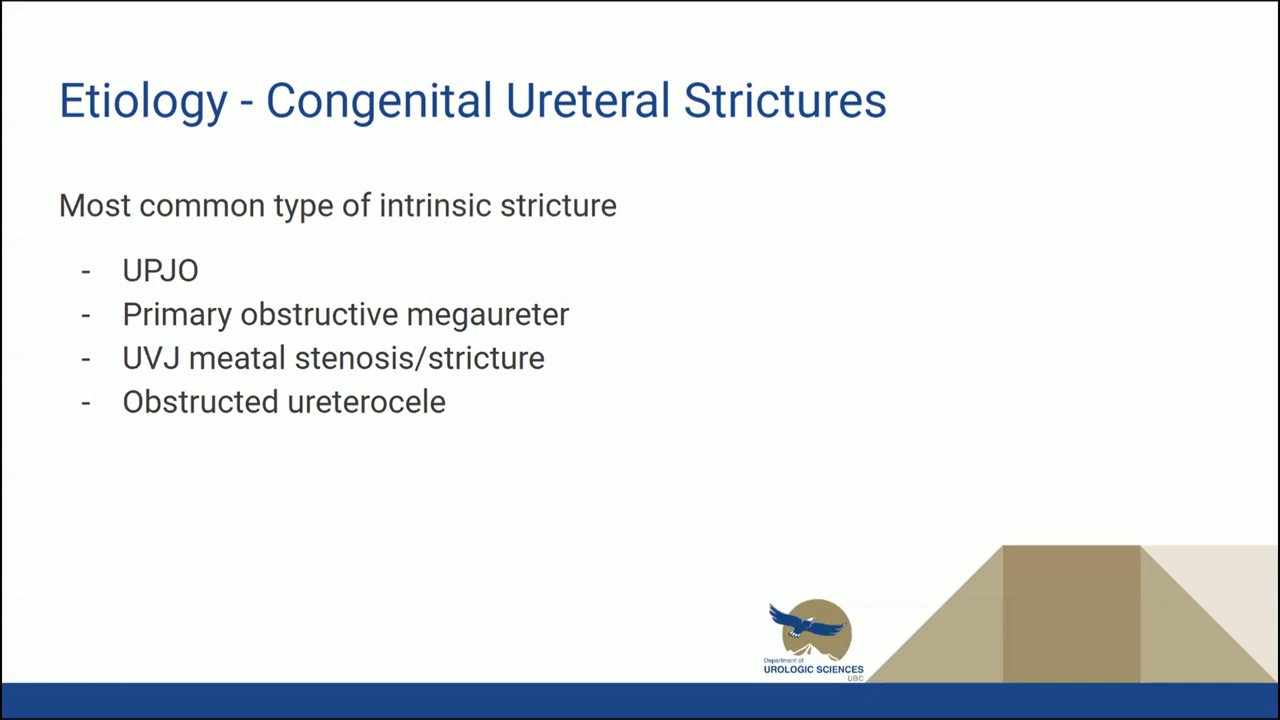 Etiology - Congenital Ureteral Strictures
Most common type of intrinsic stricture
- UPJO
- Primary obstructive megaureter
- UVJ meatal stenosis/stricture
- Obstructed ureterocele
Department of
UROLOGIC SCIENCES
UBC